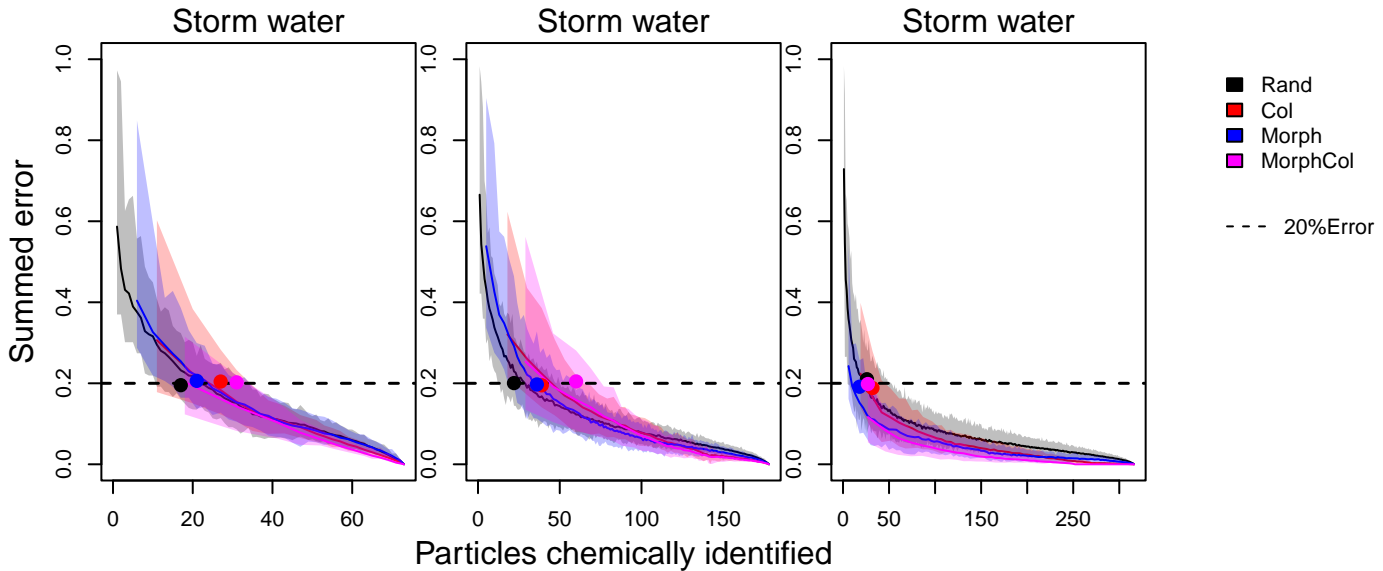 Storm water
Storm water
Storm water
Summed error
0.0 0.2 0.4 0.6 0.8 1.0
0.0 0.2 0.4 0.6 0.8 1.0
0.0 0.2 0.4 0.6 0.8 1.0
0 20 40 60
0 50 100 150
0 50 150 250
Particles chemically identified
Rand
Col
Morph
MorphCol
20%Error